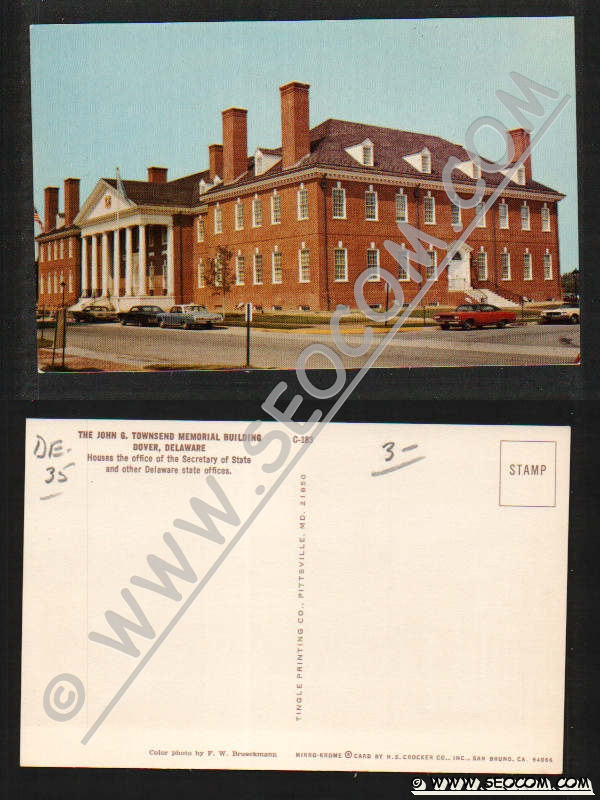 THE JOHN G. TOWNSEND MEMORIAL BUILDING
DOVER, DELAWARE
Houses the office of the Secretary of State
and other Delaware state offices.
C-183
DE-
35
3-
STAMP
TINGLE PRINTING CO., PITTSVILLE, MD. 21850
Color photo by F. W. Brueckmann
MIRRO-KROME ® CARD BY H.S. CROCKER CO., INC., SAN BRUNO, CA. 94066
© WWW.SEOCOM.COM
© WWW.SEOCOM.COM